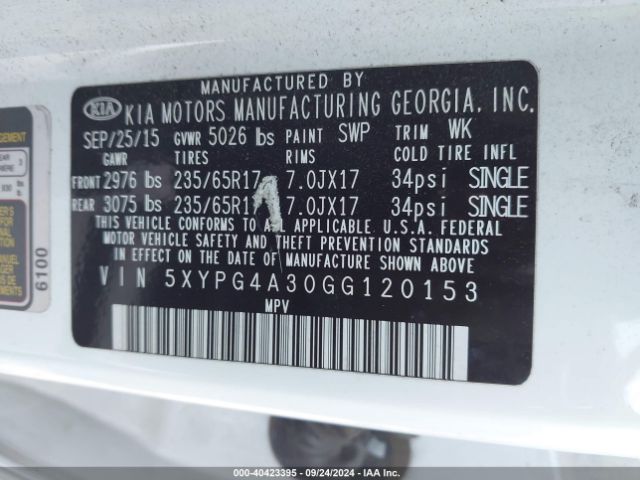 MANUFACTURED BY
KIA KIA MOTORS MANUFACTURING GEORGIA, INC.
SEP/25/15 GVWR 5026 lbs PAINT SWP TRIM WK
GAWR TIRES RIMS COLD TIRE INFL
FRONT 2976 lbs 235/65R17 7.0JX17 34psi SINGLE
REAR 3075 lbs 235/65R17 7.0JX17 34psi SINGLE
THIS VEHICLE CONFORMS TO ALL APPLICABLE U.S.A. FEDERAL
MOTOR VEHICLE SAFETY AND THEFT PREVENTION STANDARDS
IN EFFECT ON THE DATE OF MANUFACTURE SHOWN ABOVE.
VIN 5XYPG4A30GG120153
MPV
6100
000-40423395 - 09/24/2024 - IAA Inc.